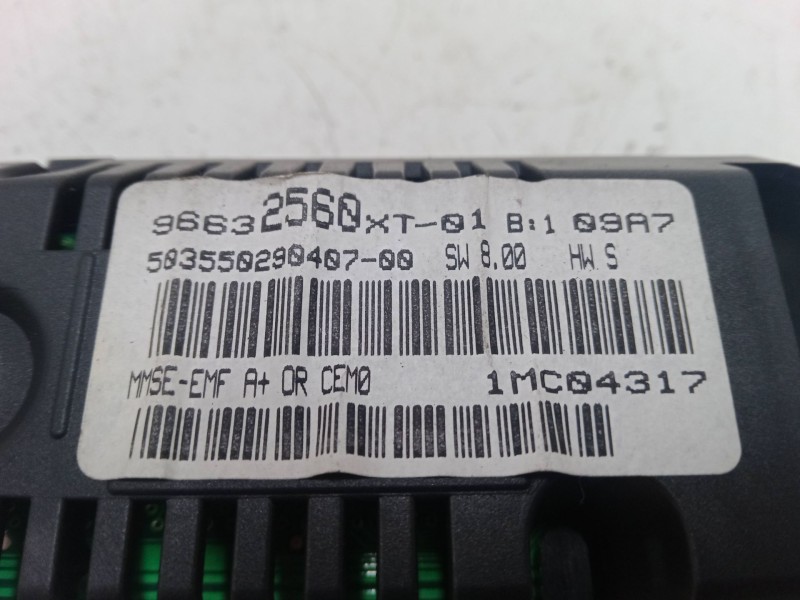 96632560XT-01 B:1 09A7
503550290407-00 SW 8.00 HW S
MMSE-EMF A+ OR CEM0 1MC04317